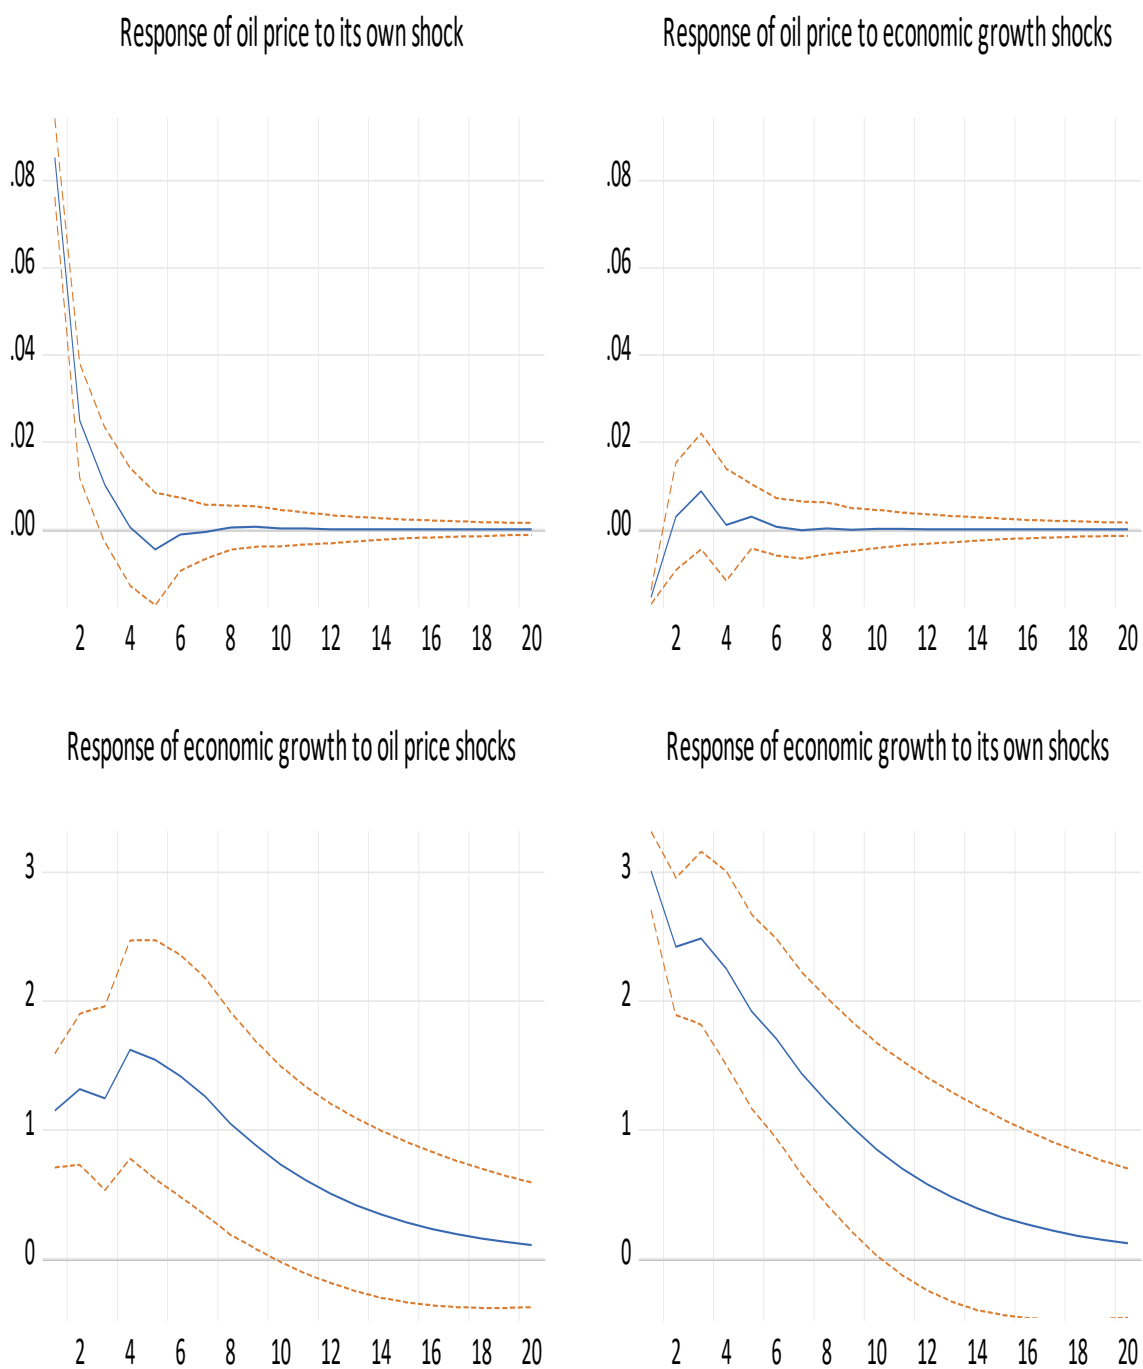 Response of oil price to its own shock
Response of oil price to economic growth shocks
.08
.06
.04
.02
.00
2 4 6 8 10 12 14 16 18 20
.08
.06
.04
.02
.00
2 4 6 8 10 12 14 16 18 20
Response of economic growth to oil price shocks
Response of economic growth to its own shocks
3
2
1
0
2 4 6 8 10 12 14 16 18 20
3
2
1
0
2 4 6 8 10 12 14 16 18 20